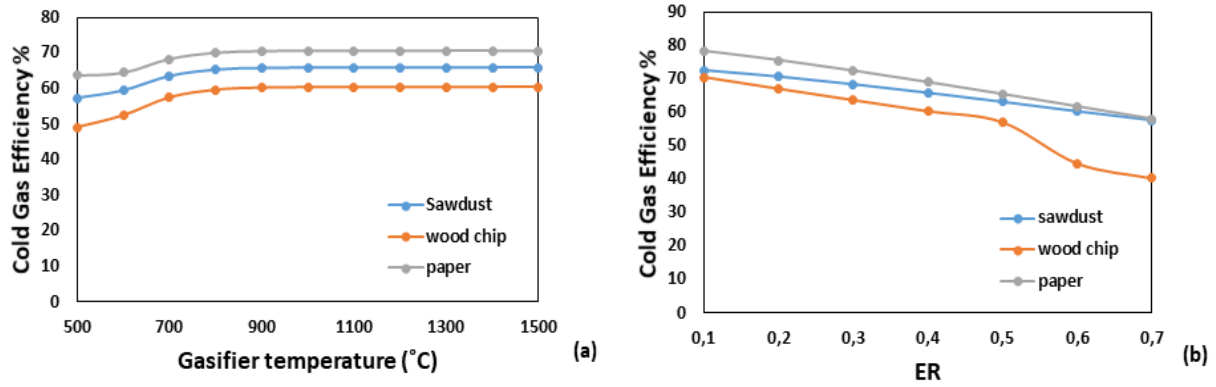 80
70
60
50
40
30
20
10
0
Cold Gas Efficiency %
Sawdust
wood chip
paper
500 700 900 1100 1300 1500
Gasifier temperature (˚C)
(a)
90
80
70
60
50
40
30
20
10
0
Cold Gas Efficiency %
sawdust
wood chip
paper
0,1 0,2 0,3 0,4 0,5 0,6 0,7
ER
(b)